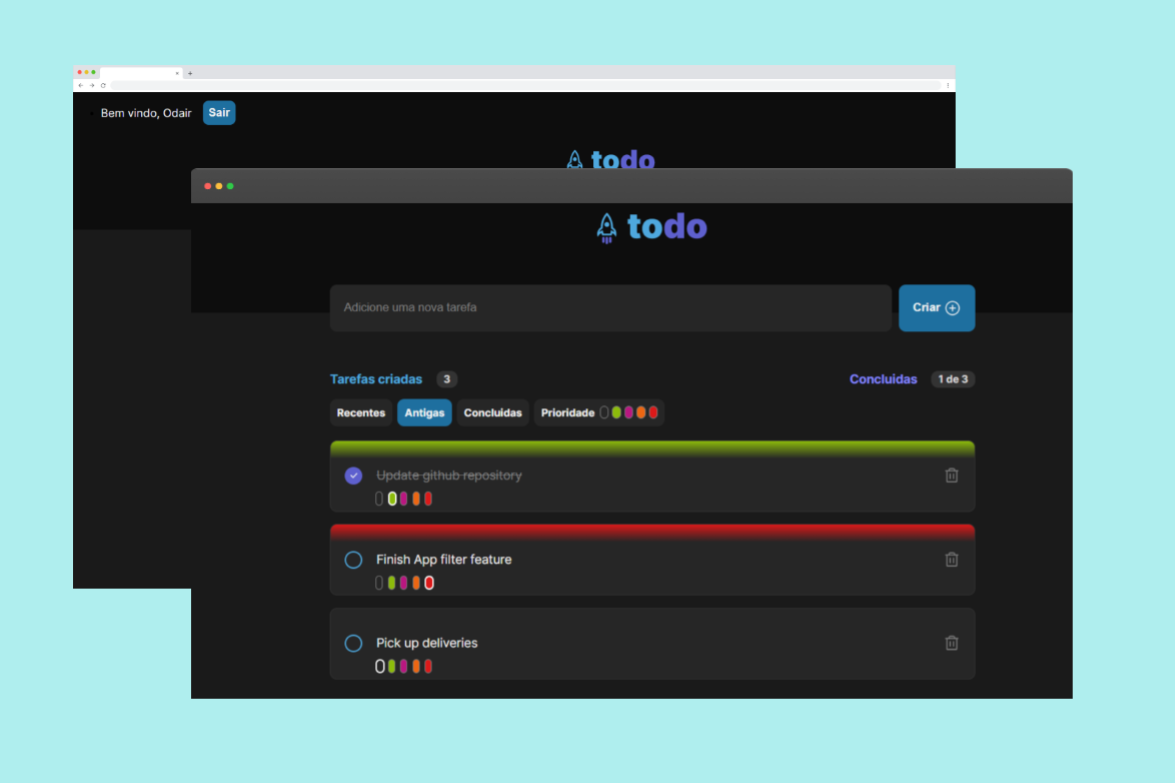 Bem vindo, Odair Sair
todo
todo
Adicione uma nova tarefa Criar
Tarefas criadas 3 Concluidas 1 de 3
Recentes Antigas Concluidas Prioridade
Update github repository
Finish App filter feature
Pick up deliveries